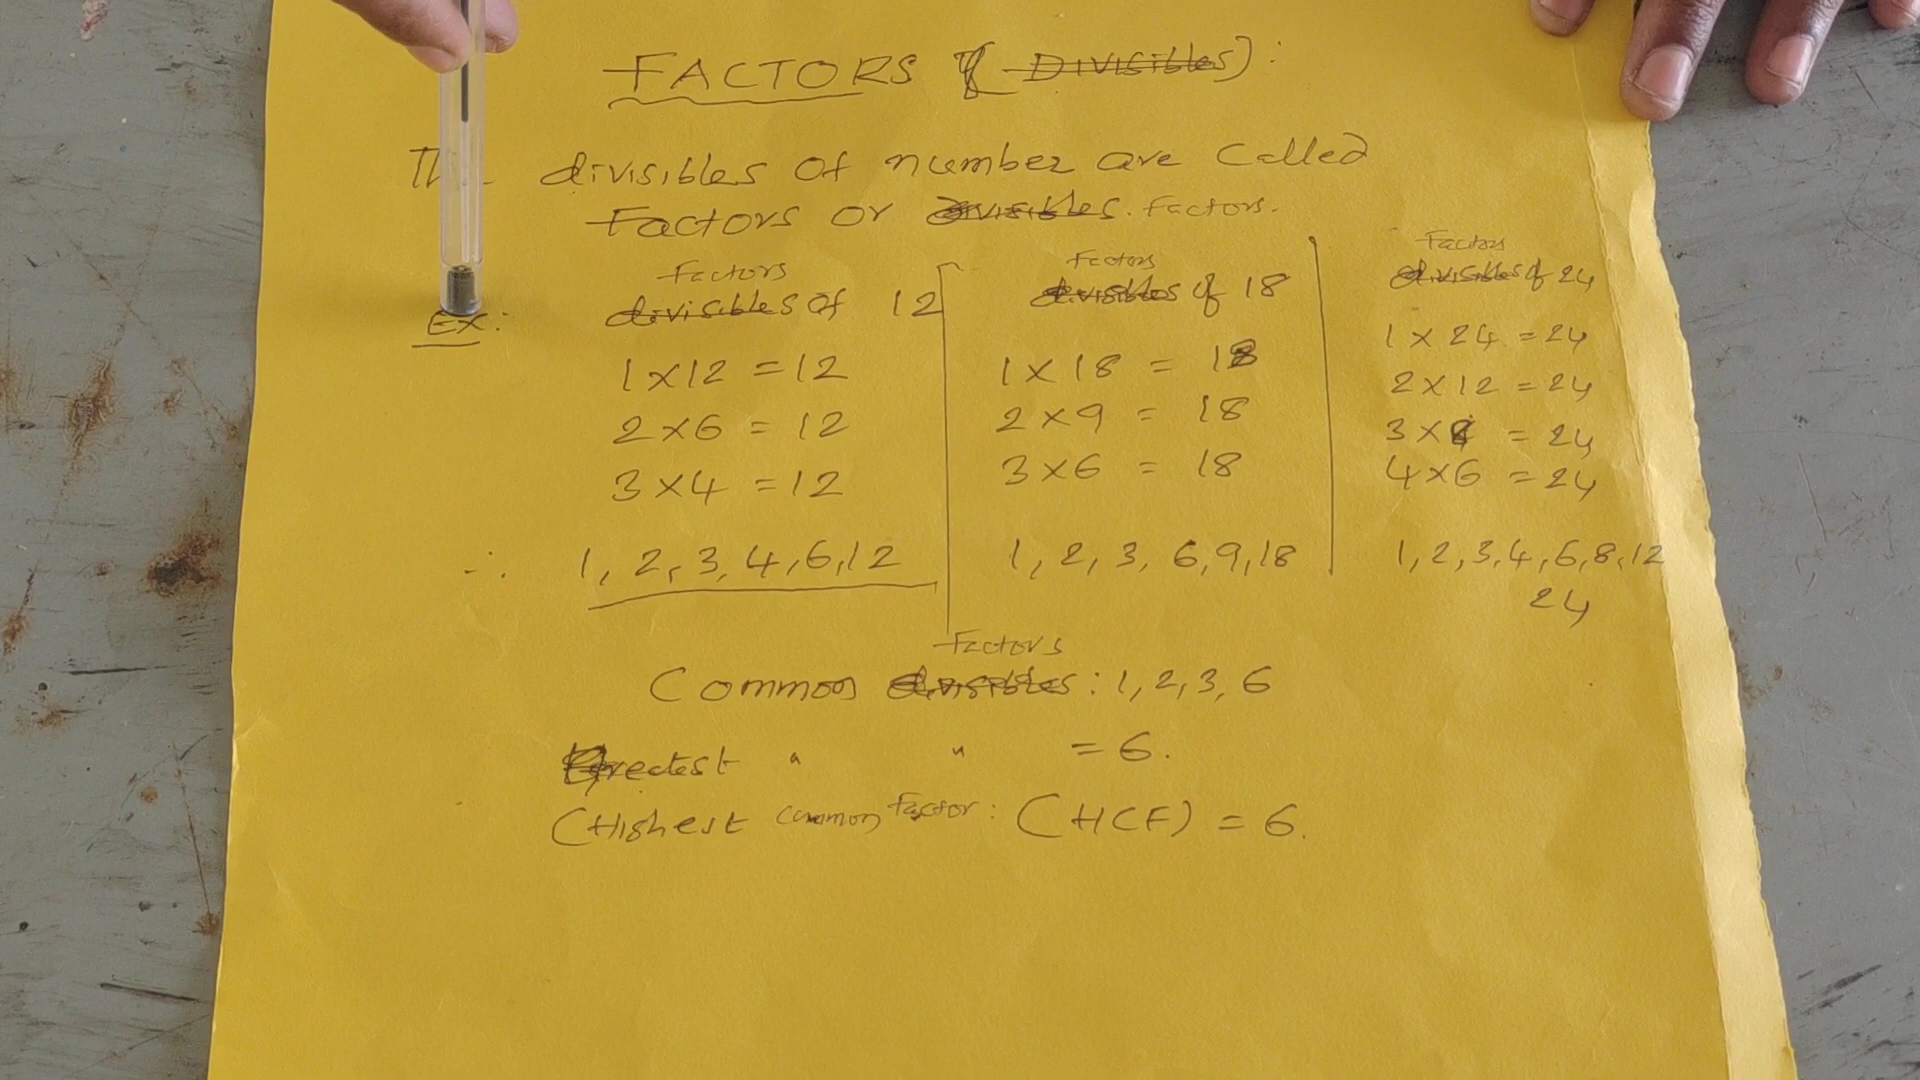 FACTORS (Divisibles):
The divisibles of number are called
Factors or divisibles. Factors.
Ex:
Factors
divisibles of 12
1 x 12 = 12
2 x 6 = 12
3 x 4 = 12
∴ 1, 2, 3, 4, 6, 12
Factors
divisibles of 18
1 x 18 = 18
2 x 9 = 18
3 x 6 = 18
1, 2, 3, 6, 9, 18
Factors
divisibles of 24
1 x 24 = 24
2 x 12 = 24
3 x 8 = 24
4 x 6 = 24
1, 2, 3, 4, 6, 8, 12
24
Factors
Common divisibles : 1, 2, 3, 6
Greatest " " = 6.
(Highest common factor : (HCF) = 6.